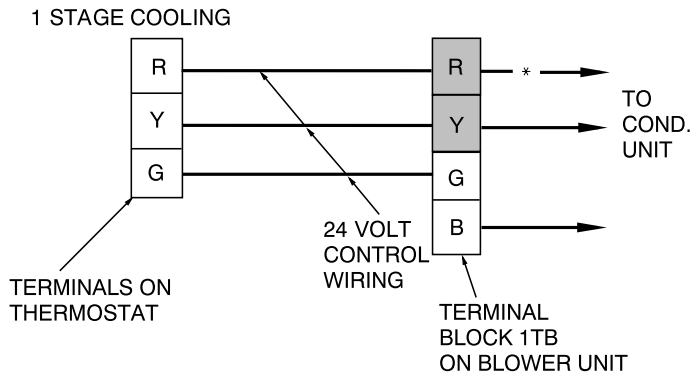 1 STAGE COOLING
R
Y
G
R
Y
G
B
*
TO
COND.
UNIT
24 VOLT
CONTROL
WIRING
TERMINALS ON
THERMOSTAT
TERMINAL
BLOCK 1TB
ON BLOWER UNIT